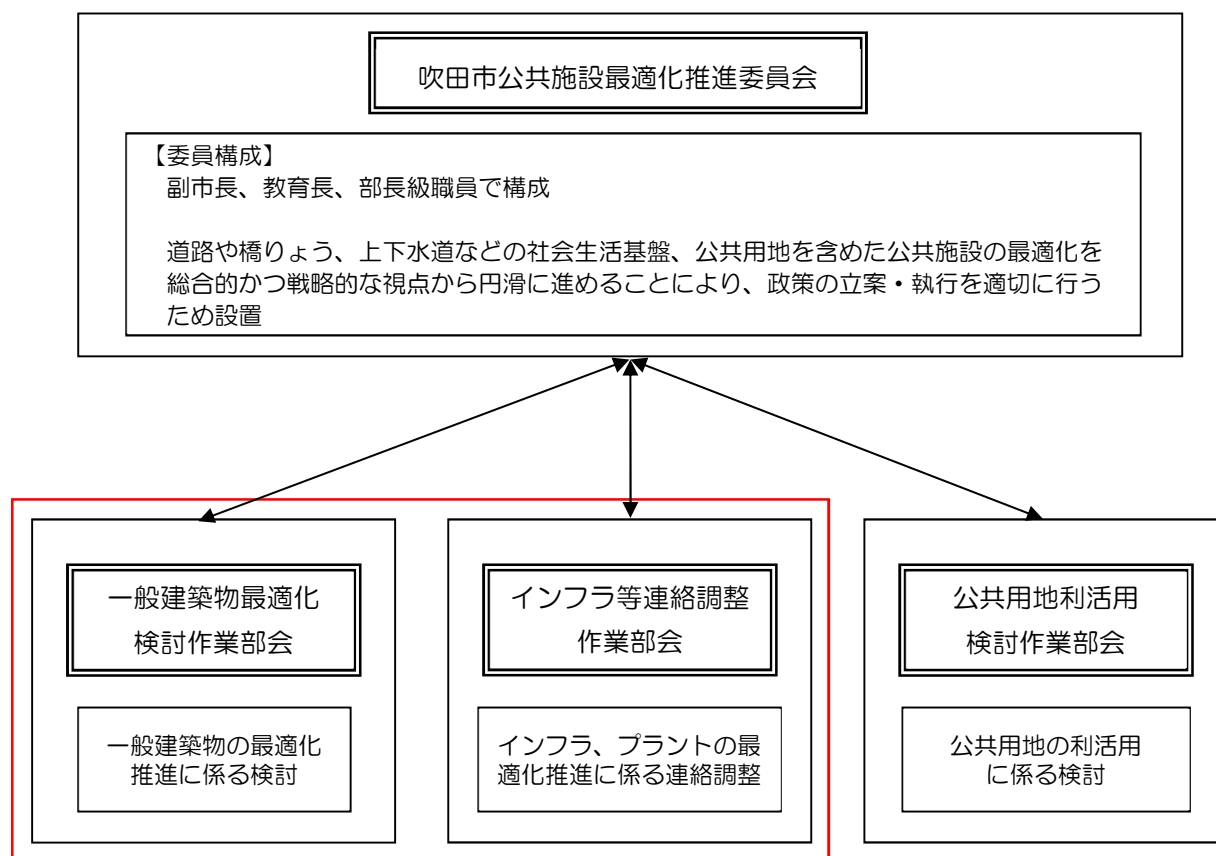 吹田市公共施設最適化推進委員会
【委員構成】
副市長、教育長、部長級職員で構成
道路や橋りょう、上下水道などの社会生活基盤、公共用地を含めた公共施設の最適化を
総合的かつ戦略的な視点から円滑に進めることにより、政策の立案・執行を適切に行う
ため設置
一般建築物最適化
検討作業部会
一般建築物の最適化
推進に係る検討
インフラ等連絡調整
作業部会
インフラ、プラントの最
適化推進に係る連絡調整
公共用地利活用
検討作業部会
公共用地の利活用
に係る検討